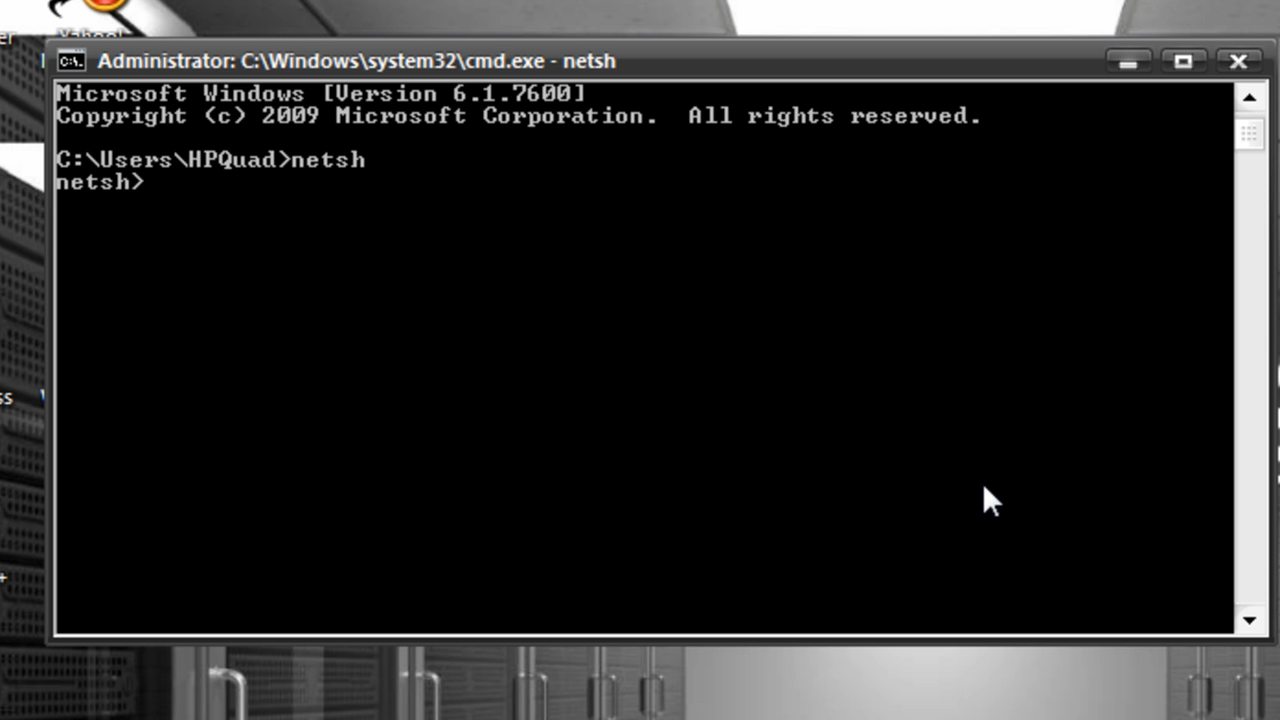 Yahoo!
Administrator: C:\Windows\system32\cmd.exe - netsh
Microsoft Windows [Version 6.1.7600]
Copyright (c) 2009 Microsoft Corporation.  All rights reserved.
C:\Users\HPQuad>netsh
netsh>